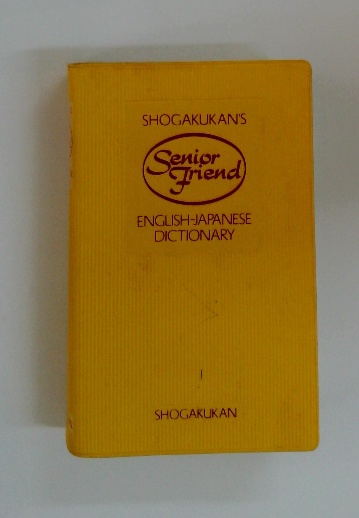 SHOGAKUKAN'S
Senior
Friend
ENGLISH-JAPANESE
DICTIONARY
SHOGAKUKAN